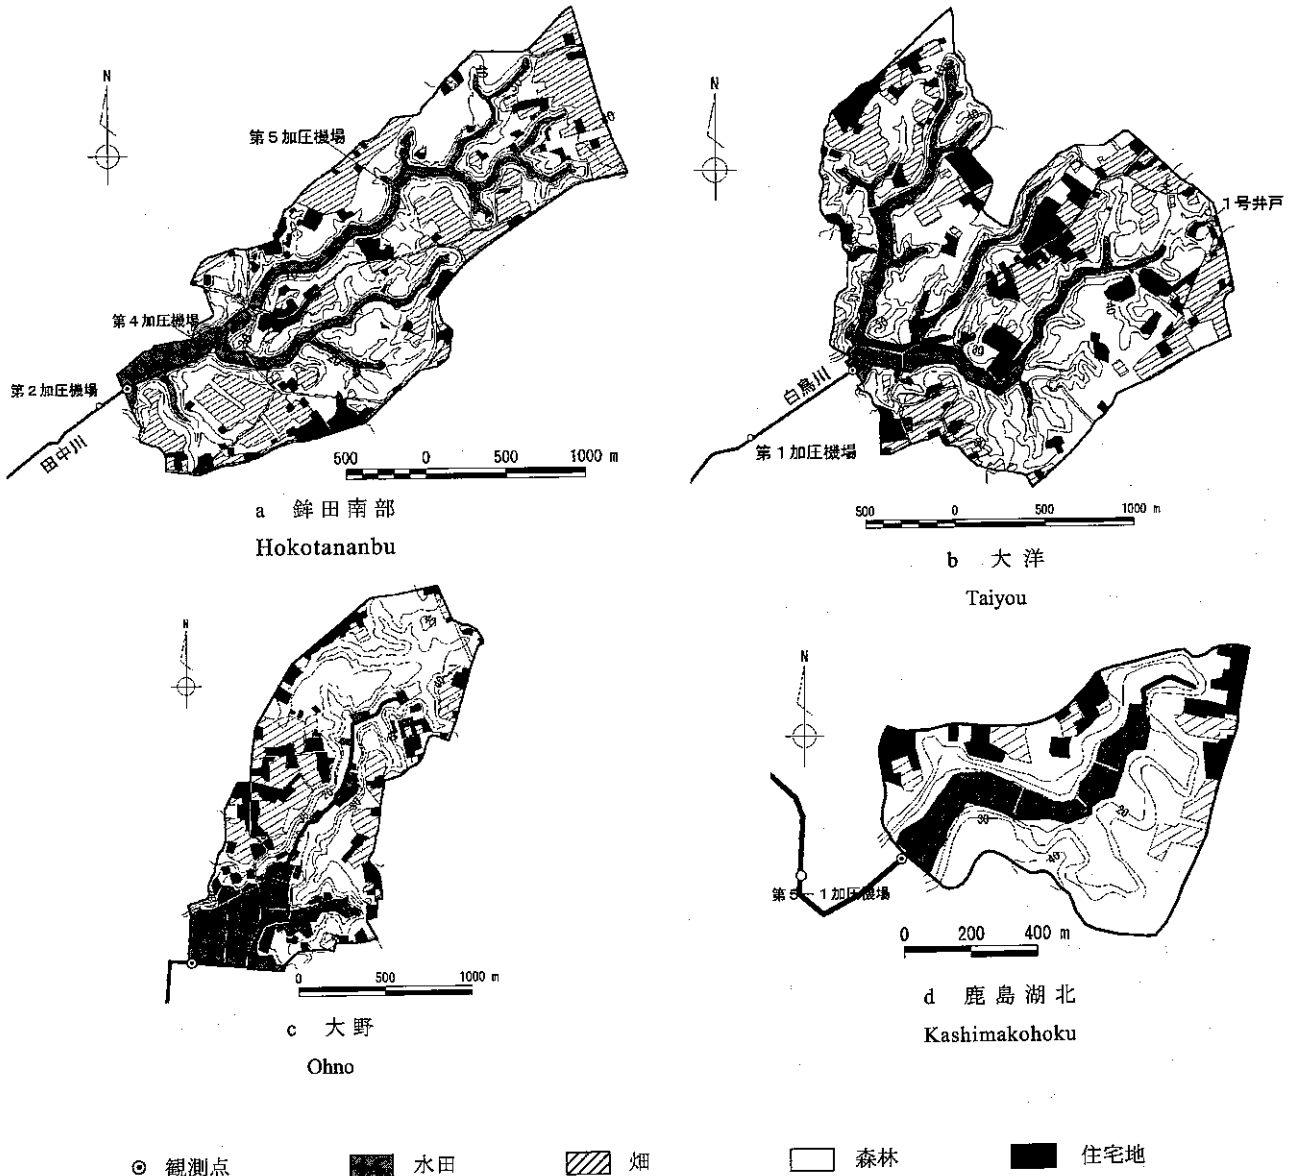 N
第5加圧機場
第4加圧機場
第2加圧機場
田中川
500 0 500 1000 m
a 鉾田南部
Hokotananbu
N
1号井戸
白鳥川
第1加圧機場
500 0 500 1000 m
b 大洋
Taiyou
N
0 500 1000 m
c 大野
Ohno
N
20
30
40
第5-1加圧機場
0 200 400 m
d 鹿島湖北
Kashimakohoku
観測点 水田 畑 森林 住宅地